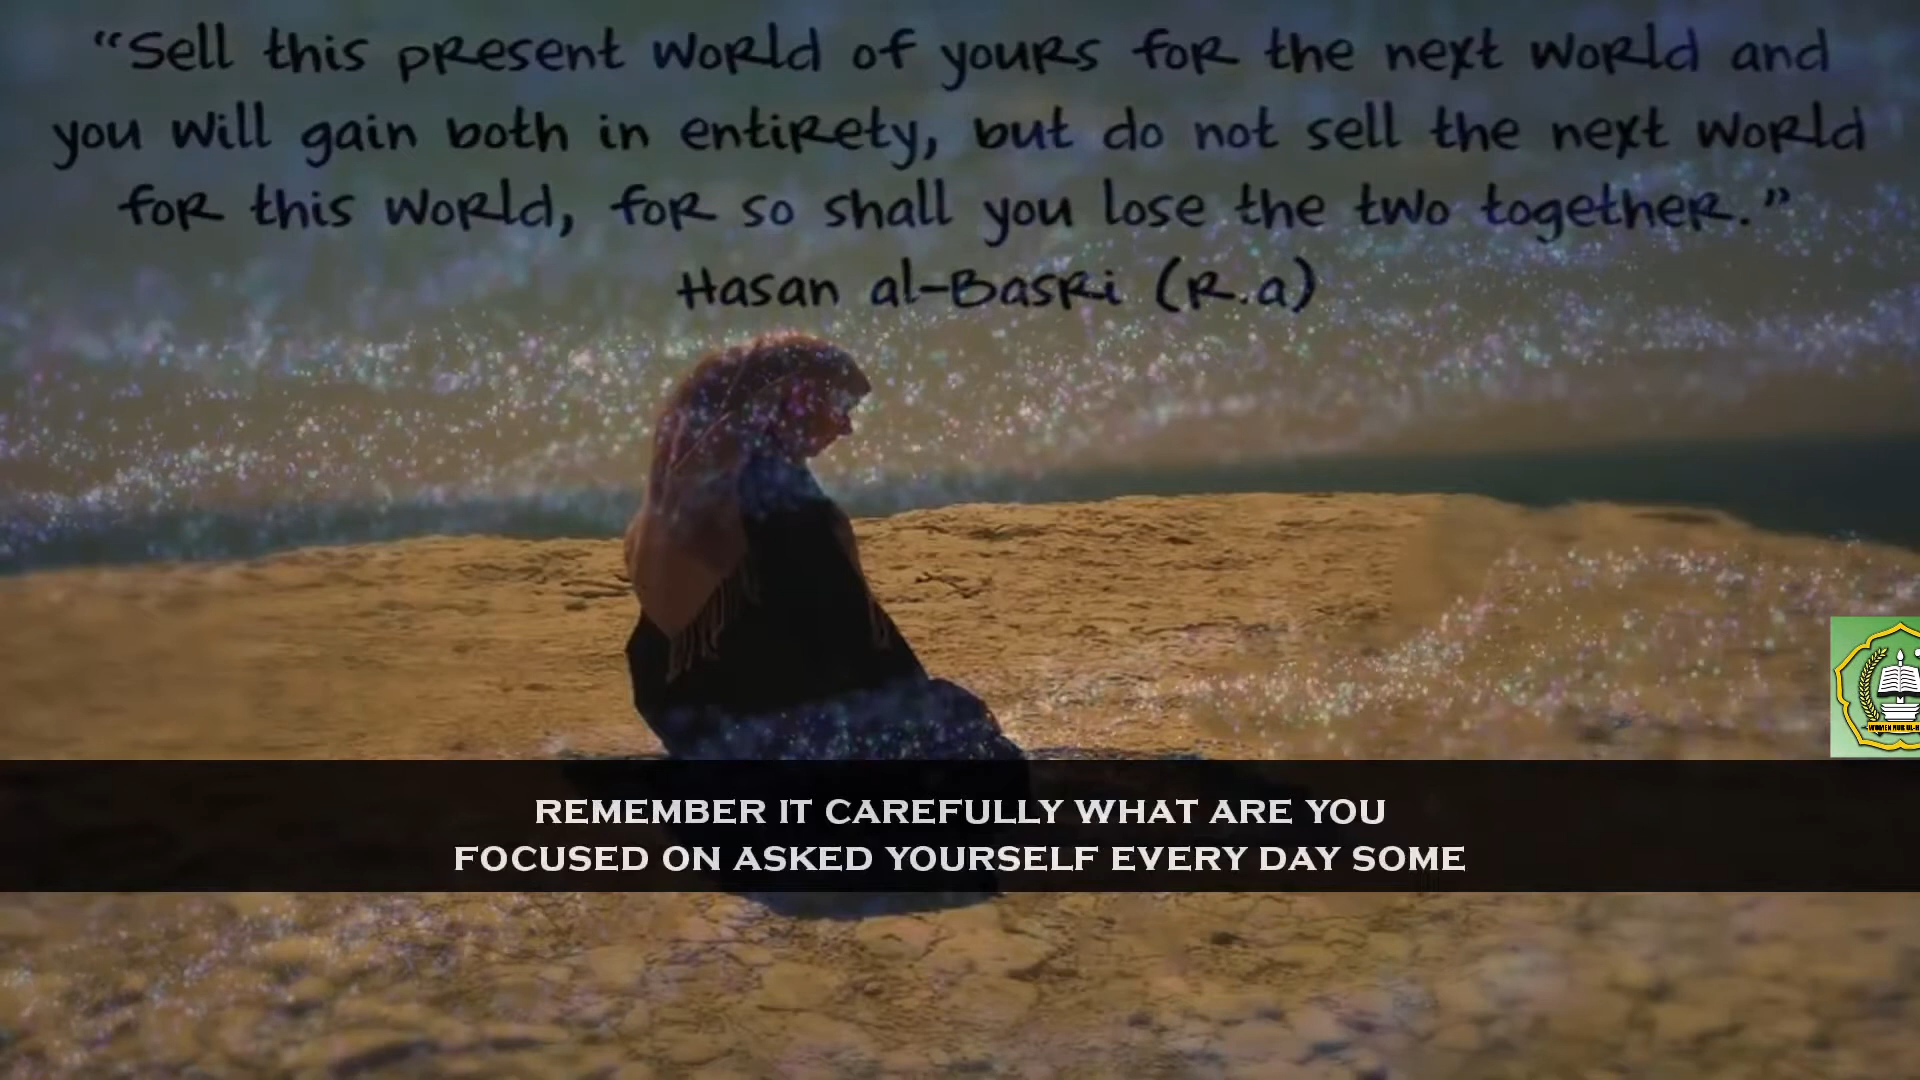 “Sell this present world of yours for the next world and
you will gain both in entirety, but do not sell the next world
for this world, for so shall you lose the two together.”
Hasan al-Basri (R.a)
REMEMBER IT CAREFULLY WHAT ARE YOU
FOCUSED ON ASKED YOURSELF EVERY DAY SOME